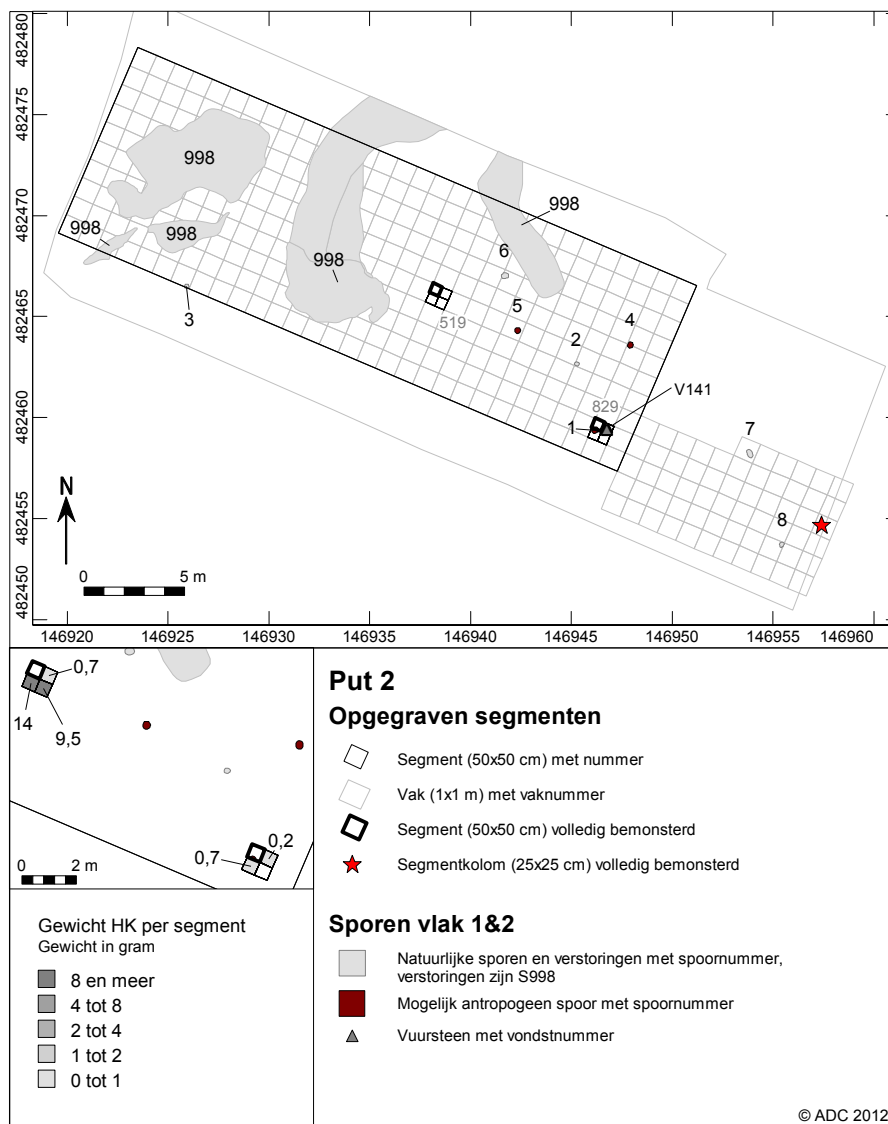 482480
482475
482470
482465
482460
482455
482450
998
998
998
998
998
6
5
4
3
2
519
829
V141
1
7
8
N
0 5 m
146920 146925 146930 146935 146940 146945 146950 146955 146960
0,7
14
9,5
0,2
0,7
0 2 m
Gewicht HK per segment
Gewicht in gram
8 en meer
4 tot 8
2 tot 4
1 tot 2
0 tot 1
Put 2
Opgegraven segmenten
Segment (50x50 cm) met nummer
Vak (1x1 m) met vaknummer
Segment (50x50 cm) volledig bemonsterd
Segmentkolom (25x25 cm) volledig bemonsterd
Sporen vlak 1&2
Natuurlijke sporen en verstoringen met spoornummer,
verstoringen zijn S998
Mogelijk antropogeen spoor met spoornummer
Vuursteen met vondstnummer
© ADC 2012